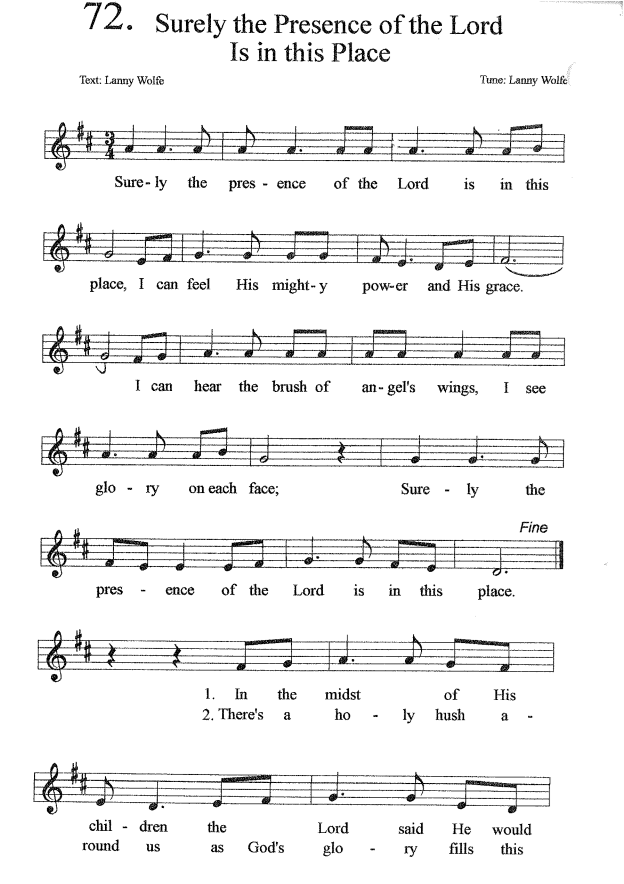 72. Surely the Presence of the Lord
Is in this Place
Text: Lanny Wolfe Tune: Lanny Wolfe
3
4
Sure- ly the pres - ence of the Lord is in this
place, I can feel His might-y pow-er and His grace.
I can hear the brush of an-gel's wings, I see
glo - ry on each face; Sure - ly the
Fine
pres - ence of the Lord is in this place.
1. In the midst of His
2. There's a ho - ly hush a -
chil - dren the Lord said He would
round us as God's glo - ry fills this